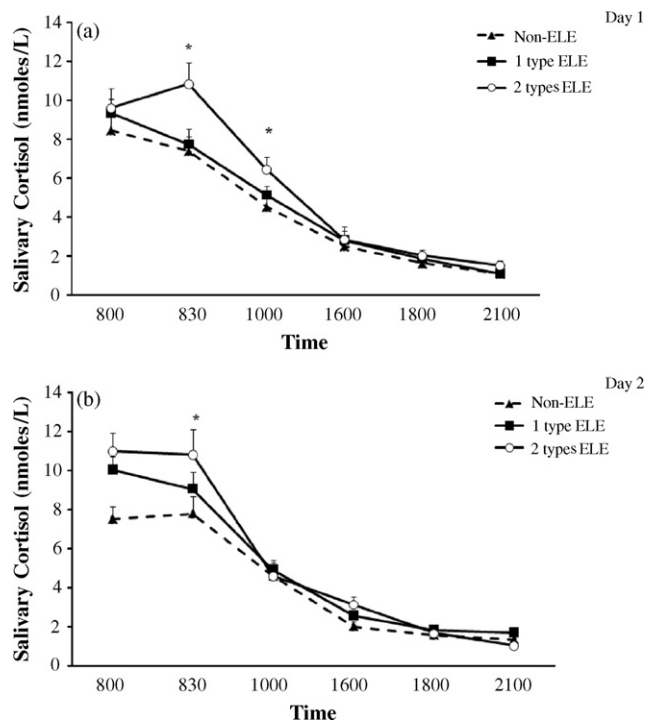 Day 1
(a)
Non-ELE
1 type ELE
2 types ELE
*
*
14
12
10
8
6
4
2
0
Salivary Cortisol (nmoles/L)
800 830 1000 1600 1800 2100
Time
Day 2
(b)
Non-ELE
1 type ELE
2 types ELE
*
14
12
10
8
6
4
2
0
Salivary Cortisol (nmoles/L)
800 830 1000 1600 1800 2100
Time